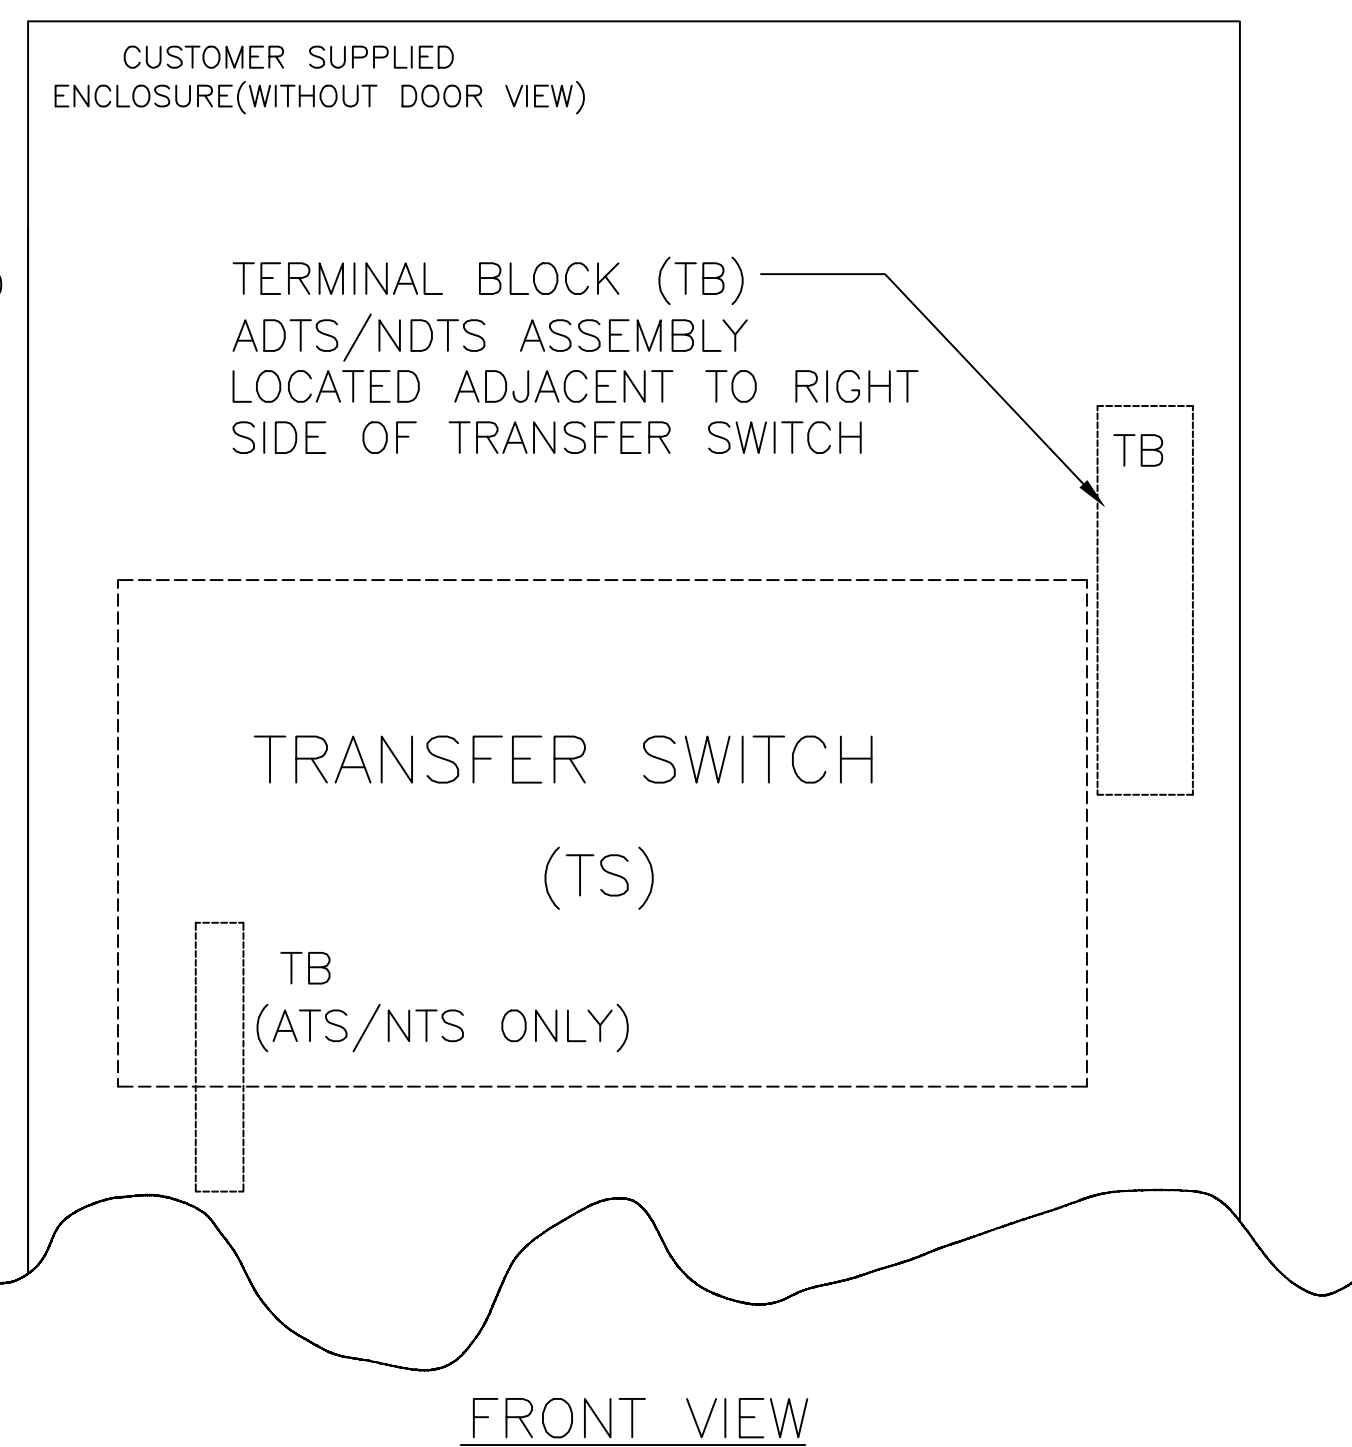 CUSTOMER SUPPLIED
ENCLOSURE(WITHOUT DOOR VIEW)
TERMINAL BLOCK (TB)
ADTS/NDTS ASSEMBLY
LOCATED ADJACENT TO RIGHT
SIDE OF TRANSFER SWITCH
TB
TRANSFER SWITCH
(TS)
TB
(ATS/NTS ONLY)
FRONT VIEW